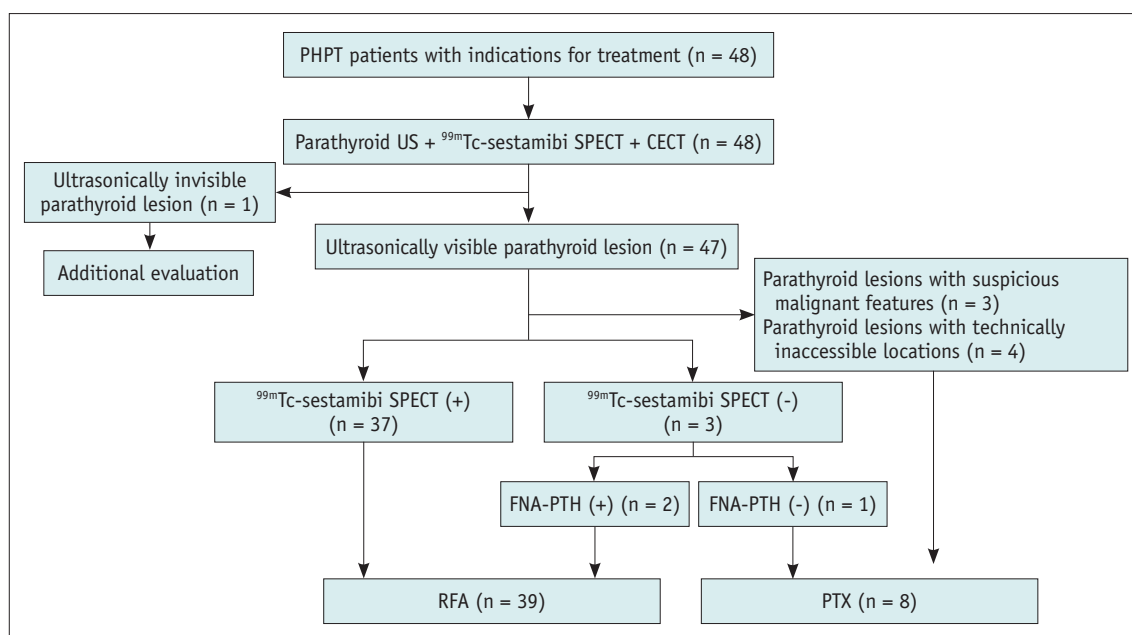 PHPT patients with indications for treatment (n = 48)
Parathyroid US + ⁹⁹ᵐTc-sestamibi SPECT + CECT (n = 48)
Ultrasonically invisible
parathyroid lesion (n = 1)
Additional evaluation
Ultrasonically visible parathyroid lesion (n = 47)
Parathyroid lesions with suspicious
malignant features (n = 3)
Parathyroid lesions with technically
inaccessible locations (n = 4)
⁹⁹ᵐTc-sestamibi SPECT (+)
(n = 37)
⁹⁹ᵐTc-sestamibi SPECT (-)
(n = 3)
FNA-PTH (+) (n = 2)
FNA-PTH (-) (n = 1)
RFA (n = 39)
PTX (n = 8)